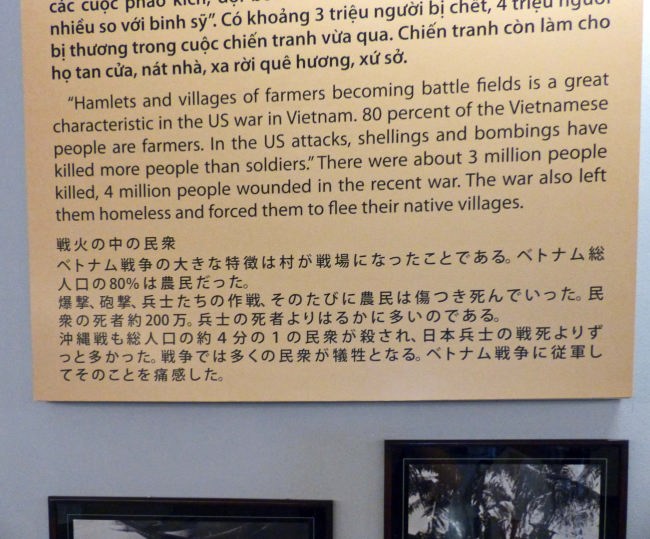 các cuộc pháo kích,
nhiều so với binh sỹ". Có khoảng 3 triệu người bị chết, 4 triệu người
bị thương trong cuộc chiến tranh vừa qua. Chiến tranh còn làm cho
họ tan cửa, nát nhà, xa rời quê hương, xứ sở.
"Hamlets and villages of farmers becoming battle fields is a great
characteristic in the US war in Vietnam. 80 percent of the Vietnamese
people are farmers. In the US attacks, shellings and bombings have
killed more people than soldiers." There were about 3 million people
killed, 4 million people wounded in the recent war. The war also left
them homeless and forced them to flee their native villages.
戦火の中の民衆
ベトナム戦争の大きな特徴は村が戦場になったことである。ベトナム総
人口の80%は農民だった。
爆撃、砲撃、兵士たちの作戦、そのたびに農民は傷つき死んでいった。民
衆の死者約200万。兵士の死者よりはるかに多いのである。
沖縄戦も総人口の約4分の1の民衆が殺され、日本兵士の戦死よりず
っと多かった。戦争では多くの民衆が犠牲となる。ベトナム戦争に従軍し
てそのことを痛感した。